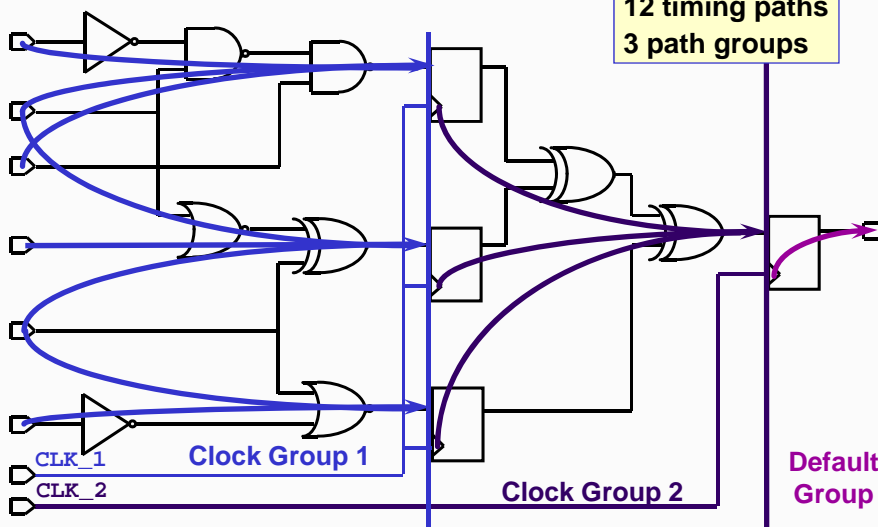 12 timing paths
3 path groups
CLK_1
Clock Group 1
CLK_2
Clock Group 2
Default
Group